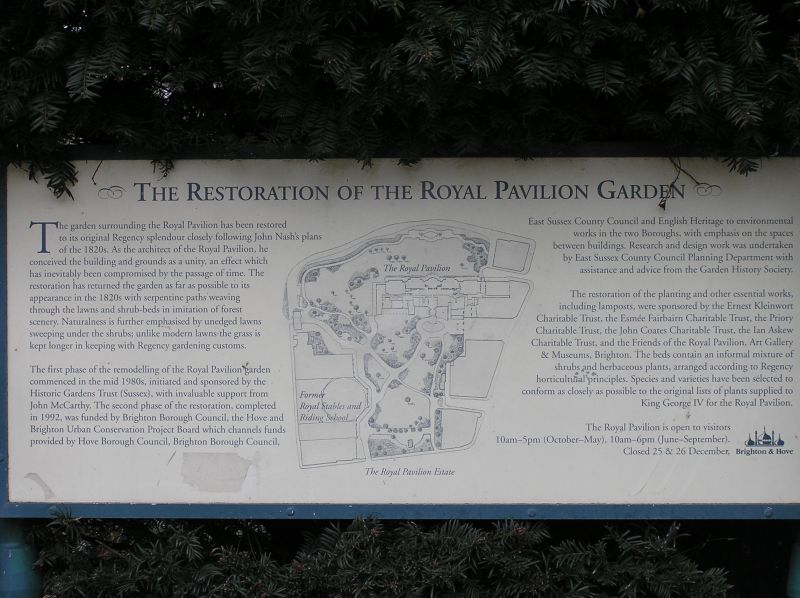 THE RESTORATION OF THE ROYAL PAVILION GARDEN
The garden surrounding the Royal Pavilion has been restored
to its original Regency splendour closely following John Nash's plans
of the 1820s. As the architect of the Royal Pavilion, he
conceived the building and grounds as a unity, an effect which
has inevitably been compromised by the passage of time. The
restoration has returned the garden as far as possible to its
appearance in the 1820s with serpentine paths weaving
through the lawns and shrub-beds in imitation of forest
scenery. Naturalness is further emphasised by unedged lawns
sweeping under the shrubs; unlike modern lawns the grass is
kept longer in keeping with Regency gardening customs.
The first phase of the remodelling of the Royal Pavilion garden
commenced in the mid 1980s, initiated and sponsored by the
Historic Gardens Trust (Sussex), with invaluable support from
John McCarthy. The second phase of the restoration, completed
in 1992, was funded by Brighton Borough Council, the Hove and
Brighton Urban Conservation Project Board which channels funds
provided by Hove Borough Council, Brighton Borough Council,
The Royal Pavilion
Former
Royal Stables and
Riding School
The Royal Pavilion Estate
East Sussex County Council and English Heritage to environmental
works in the two Boroughs, with emphasis on the spaces
between buildings. Research and design work was undertaken
by East Sussex County Council Planning Department with
assistance and advice from the Garden History Society.
The restoration of the planting and other essential works,
including lamposts, were sponsored by the Ernest Kleinwort
Charitable Trust, the Esmée Fairbairn Charitable Trust, the Priory
Charitable Trust, the John Coates Charitable Trust, the Ian Askew
Charitable Trust, and the Friends of the Royal Pavilion, Art Gallery
& Museums, Brighton. The beds contain an informal mixture of
shrubs and herbaceous plants, arranged according to Regency
horticultural principles. Species and varieties have been selected to
conform as closely as possible to the original lists of plants supplied to
King George IV for the Royal Pavilion.
The Royal Pavilion is open to visitors
10am–5pm (October–May), 10am–6pm (June–September).
Closed 25 & 26 December,
Brighton & Hove